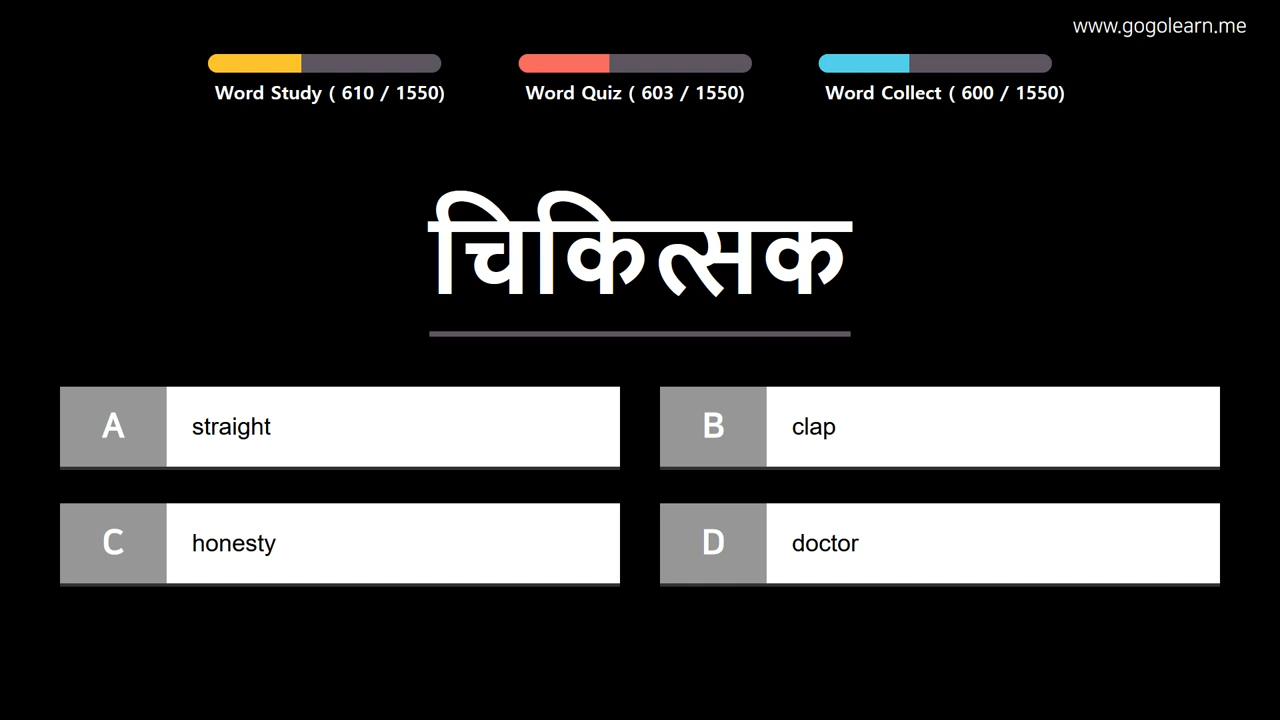 www.gogolearn.me
Word Study ( 610 / 1550)
Word Quiz ( 603 / 1550)
Word Collect ( 600 / 1550)
चिकित्सक
A straight
B clap
C honesty
D doctor